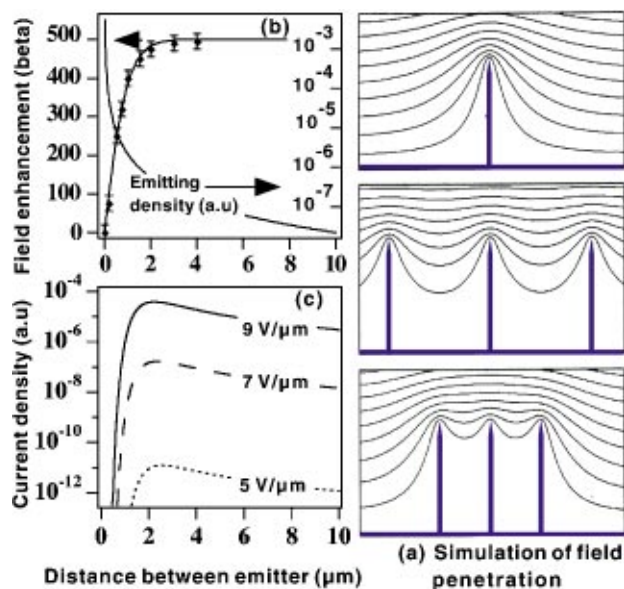 (b)
Field enhancement (beta)
500
400
300
200
100
0
10⁻³
10⁻⁴
10⁻⁵
10⁻⁶
10⁻⁷
Emitting
density (a.u)
0 2 4 6 8 10
(c)
Current density (a.u)
10⁻⁴
10⁻⁶
10⁻⁸
10⁻¹⁰
10⁻¹²
9 V/µm
7 V/µm
5 V/µm
0 2 4 6 8 10
Distance between emitter (µm)
(a) Simulation of field
penetration